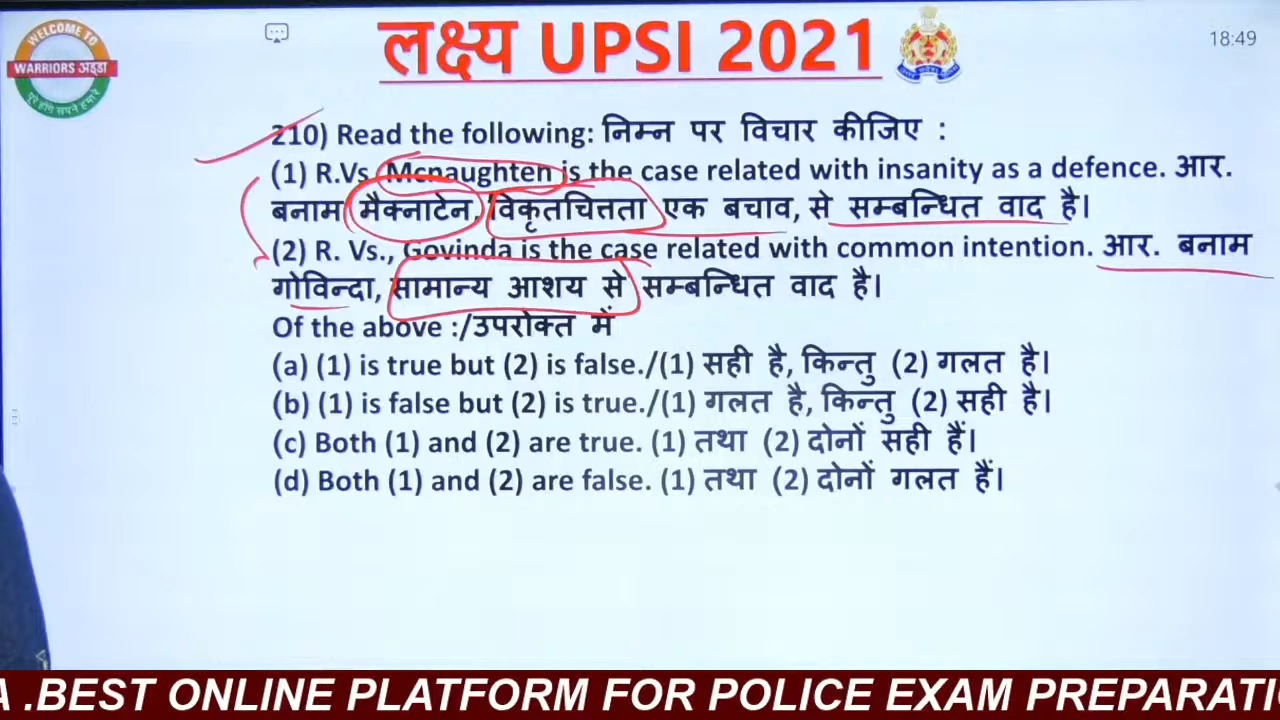 WELCOME TO
WARRIORS अड्डा
पूरे होंगे सपने हमारे
लक्ष्य UPSI 2021
18:49
210) Read the following: निम्न पर विचार कीजिए :
(1) R.Vs. Mcnaughten is the case related with insanity as a defence. आर.
बनाम मैक्नाटेन, विकृतचित्तता एक बचाव, से सम्बन्धित वाद है।
(2) R. Vs., Govinda is the case related with common intention. आर. बनाम
गोविन्दा, सामान्य आशय से सम्बन्धित वाद है।
Of the above :/उपरोक्त में
(a) (1) is true but (2) is false./(1) सही है, किन्तु (2) गलत है।
(b) (1) is false but (2) is true./(1) गलत है, किन्तु (2) सही है।
(c) Both (1) and (2) are true. (1) तथा (2) दोनों सही हैं।
(d) Both (1) and (2) are false. (1) तथा (2) दोनों गलत हैं।
A .BEST ONLINE PLATFORM FOR POLICE EXAM PREPARATI